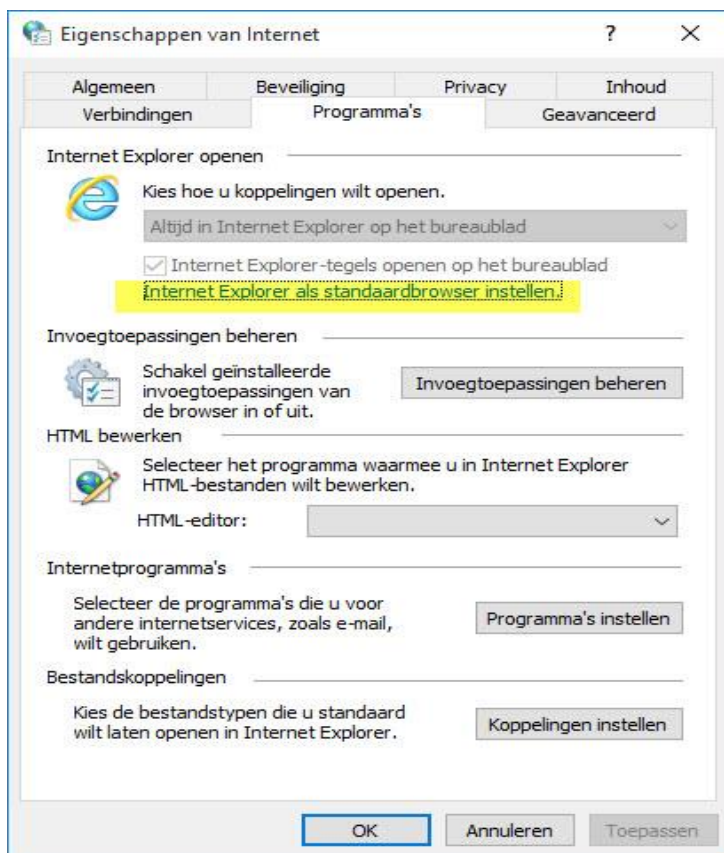 Eigenschappen van Internet
?
Algemeen
Beveiliging
Privacy
Inhoud
Verbindingen
Programma's
Geavanceerd
Internet Explorer openen
Kies hoe u koppelingen wilt openen.
Altijd in Internet Explorer op het bureaublad
Internet Explorer-tegels openen op het bureaublad
Internet Explorer als standaardbrowser instellen.
Invoegtoepassingen beheren
Schakel geïnstalleerde
invoegtoepassingen van
de browser in of uit.
Invoegtoepassingen beheren
HTML bewerken
Selecteer het programma waarmee u in Internet Explorer
HTML-bestanden wilt bewerken.
HTML-editor:
Internetprogramma's
Selecteer de programma's die u voor
andere internetservices, zoals e-mail,
wilt gebruiken.
Programma's instellen
Bestandskoppelingen
Kies de bestandstypen die u standaard
wilt laten openen in Internet Explorer.
Koppelingen instellen
OK
Annuleren
Toepassen